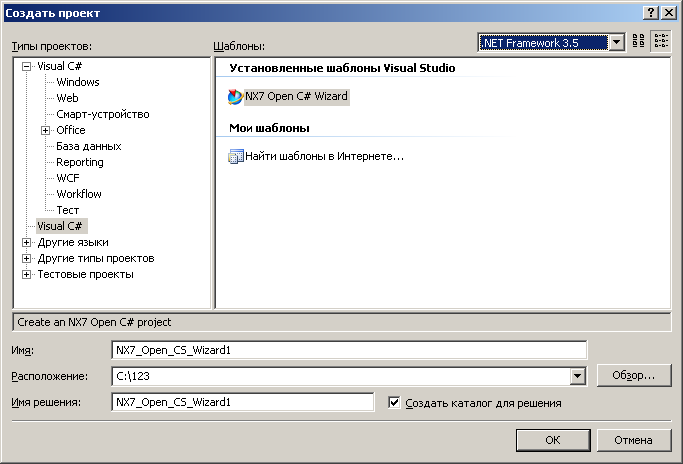 Создать проект
Типы проектов:
Шаблоны:
.NET Framework 3.5
Visual C#
Windows
Web
Смарт-устройство
Office
База данных
Reporting
WCF
Workflow
Тест
Visual C#
Другие языки
Другие типы проектов
Тестовые проекты
Установленные шаблоны Visual Studio
NX7 Open C# Wizard
Мои шаблоны
Найти шаблоны в Интернете...
Create an NX7 Open C# project
Имя:
NX7_Open_CS_Wizard1
Расположение:
C:\123
Обзор...
Имя решения:
NX7_Open_CS_Wizard1
Создать каталог для решения
ОК
Отмена